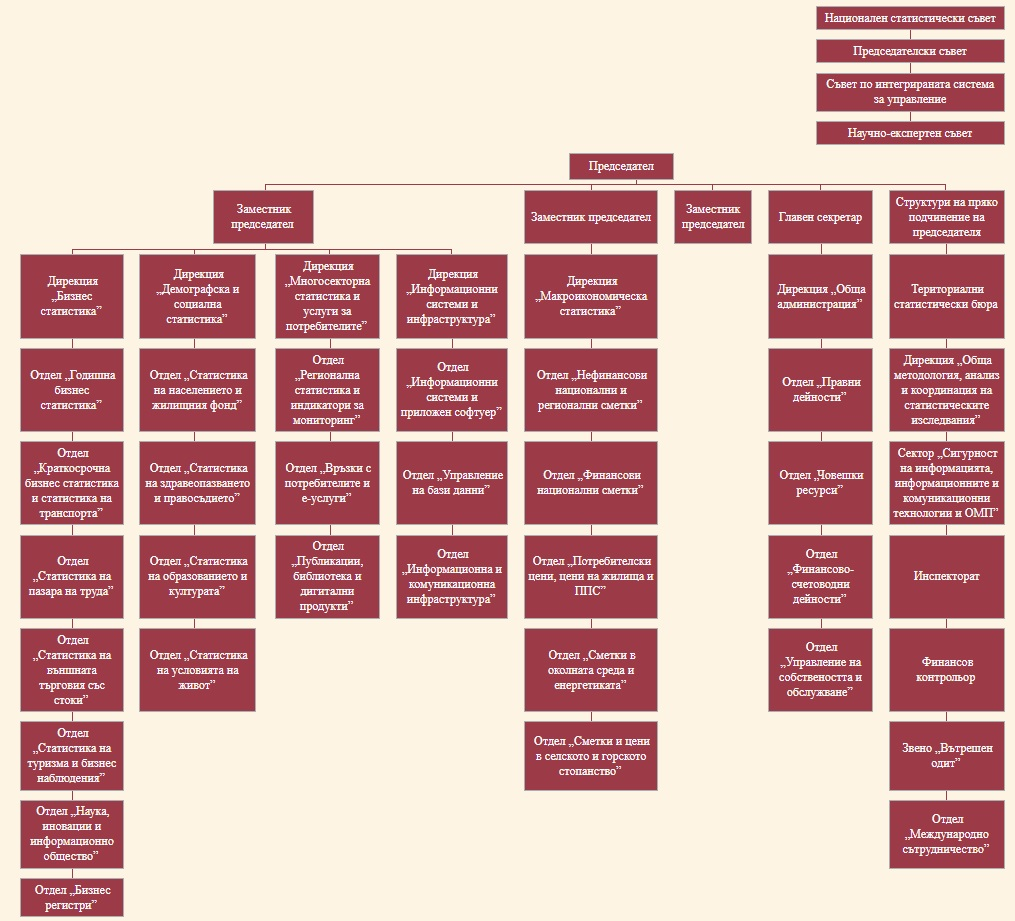 Национален статистически съвет
Председателски съвет
Съвет по интегрираната система
за управление
Научно-експертен съвет
Председател
Заместник
председател
Заместник председател
Заместник
председател
Главен секретар
Структури на пряко
подчинение на
председателя
Дирекция
„Бизнес
статистика”
Отдел „Годишна
бизнес
статистика”
Отдел
„Краткосрочна
бизнес статистика
и статистика на
транспорта”
Отдел
„Статистика на
пазара на труда”
Отдел
„Статистика на
външната
търговия със
стоки”
Отдел
„Статистика на
туризма и бизнес
наблюдения”
Отдел „Наука,
иновации и
информационно
общество”
Отдел „Бизнес
регистри”
Дирекция
„Демографска и
социална
статистика”
Отдел „Статистика
на населението и
жилищния фонд”
Отдел „Статистика
на здравеопазването
и правосъдието”
Отдел „Статистика
на образованието и
културата”
Отдел „Статистика
на условията на
живот”
Дирекция
„Многосекторна
статистика и
услуги за
потребителите”
Отдел
„Регионална
статистика и
индикатори за
мониторинг”
Отдел „Връзки с
потребителите и
е-услуги”
Отдел
„Публикации,
библиотека и
дигитални
продукти”
Дирекция
„Информационни
системи и
инфраструктура”
Отдел
„Информационни
системи и
приложен софтуер”
Отдел „Управление
на бази данни”
Отдел
„Информационна и
комуникационна
инфраструктура”
Дирекция
„Макроикономическа
статистика”
Отдел „Нефинансови
национални и
регионални сметки”
Отдел „Финансови
национални сметки”
Отдел „Потребителски
цени, цени на жилища и
ППС”
Отдел „Сметки в
околната среда и
енергетиката”
Отдел „Сметки и цени
в селското и горското
стопанство”
Дирекция „Обща
администрация”
Отдел „Правни
дейности”
Отдел „Човешки
ресурси”
Отдел
„Финансово-
счетоводни
дейности”
Отдел
„Управление на
собствеността и
обслужване”
Териториални
статистически бюра
Дирекция „Обща
методология, анализ
и координация на
статистическите
изследвания”
Сектор „Сигурност
на информацията,
информационните и
комуникационни
технологии и ОМП”
Инспекторат
Финансов
контрольор
Звено „Вътрешен
одит”
Отдел
„Международно
сътрудничество”